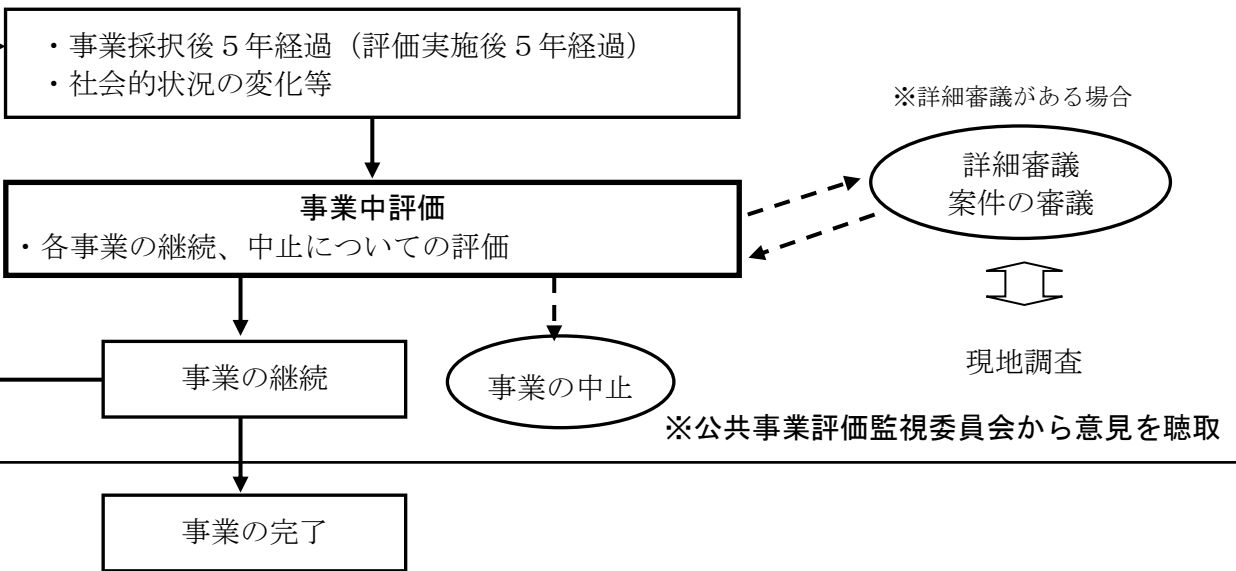 ・事業採択後５年経過（評価実施後５年経過）
・社会的状況の変化等
※詳細審議がある場合
詳細審議
案件の審議
事業中評価
・各事業の継続、中止についての評価
現地調査
事業の継続
事業の中止
※公共事業評価監視委員会から意見を聴取
事業の完了